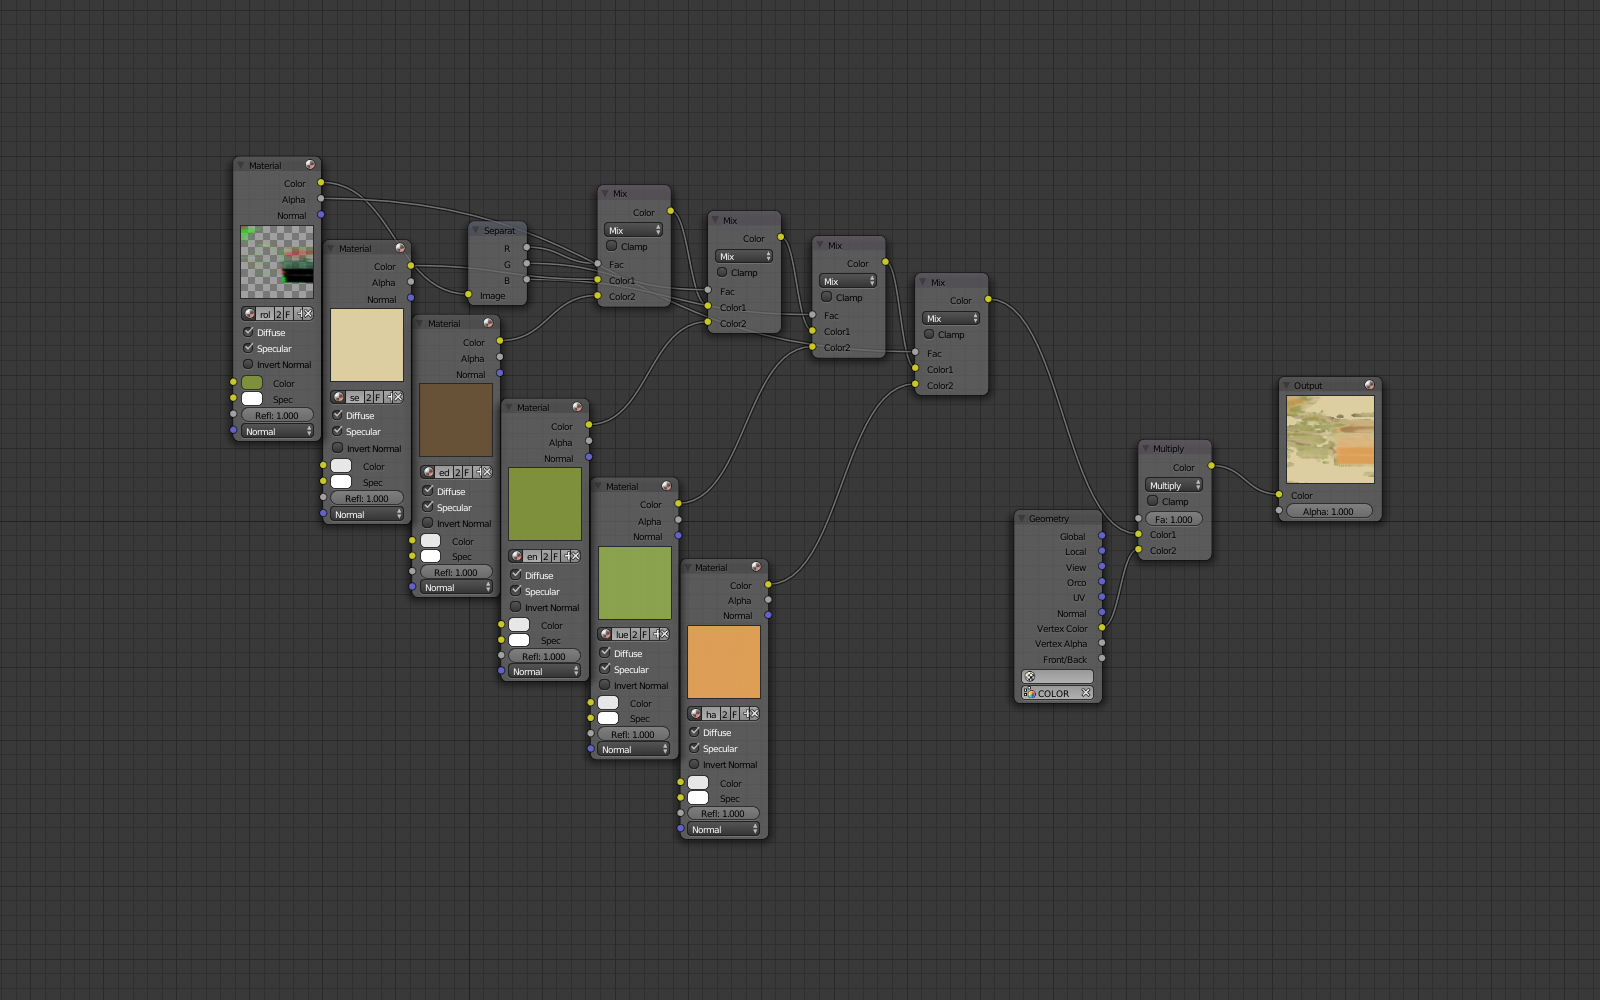 Material
Color
Alpha
Normal
rol 2 F
Diffuse
Specular
Invert Normal
Color
Spec
Refl: 1.000
Normal
Material
Color
Alpha
Normal
se 2 F
Diffuse
Specular
Invert Normal
Color
Spec
Refl: 1.000
Normal
Material
Color
Alpha
Normal
ed 2 F
Diffuse
Specular
Invert Normal
Color
Spec
Refl: 1.000
Normal
Separat
R
G
B
Image
Material
Color
Alpha
Normal
en 2 F
Diffuse
Specular
Invert Normal
Color
Spec
Refl: 1.000
Normal
Material
Color
Alpha
Normal
lue 2 F
Diffuse
Specular
Invert Normal
Color
Spec
Refl: 1.000
Normal
Material
Color
Alpha
Normal
ha 2 F
Diffuse
Specular
Invert Normal
Color
Spec
Refl: 1.000
Normal
Mix
Color
Mix
Clamp
Fac
Color1
Color2
Mix
Color
Mix
Clamp
Fac
Color1
Color2
Mix
Color
Mix
Clamp
Fac
Color1
Color2
Mix
Color
Mix
Clamp
Fac
Color1
Color2
Geometry
Global
Local
View
Orco
UV
Normal
Vertex Color
Vertex Alpha
Front/Back
COLOR
Multiply
Color
Multiply
Clamp
Fa: 1.000
Color1
Color2
Output
Color
Alpha: 1.000